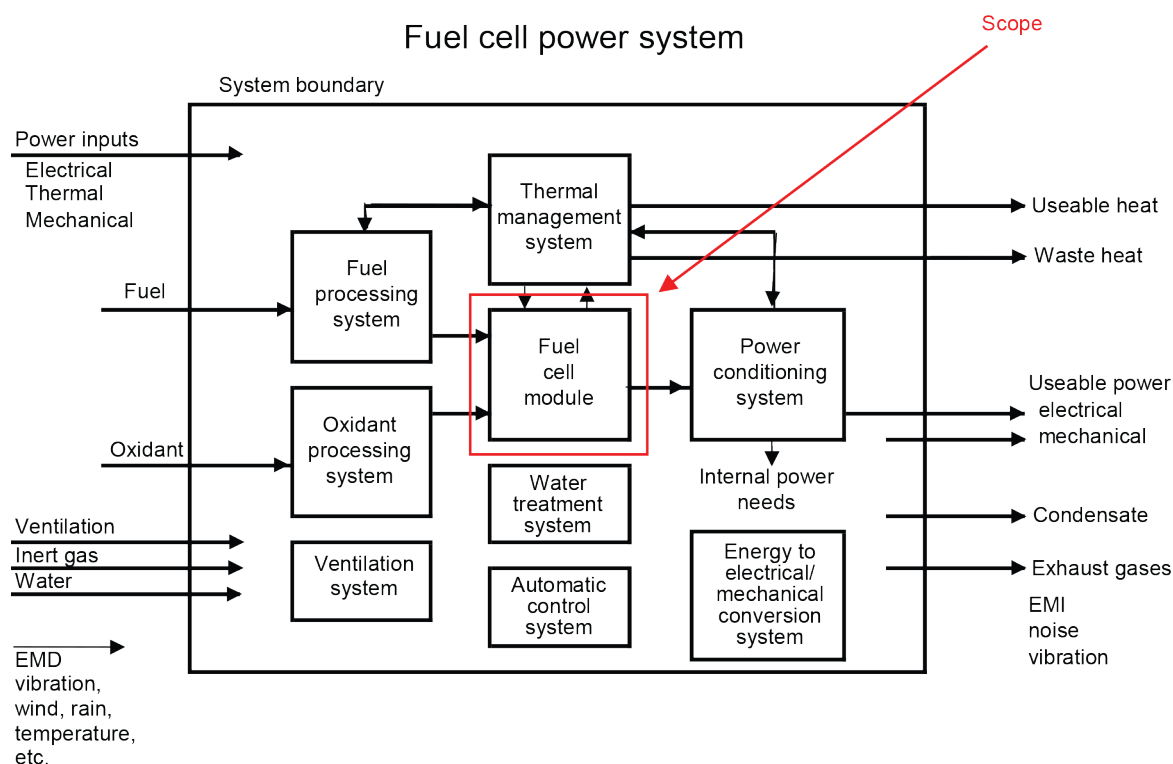 Scope
Fuel cell power system
System boundary
Power inputs
Electrical
Thermal
Mechanical
Thermal
management
system
Useable heat
Waste heat
Fuel
processing
system
Fuel
Fuel
cell
module
Power
conditioning
system
Useable power
electrical
mechanical
Oxidant
processing
system
Oxidant
Internal power
needs
Water
treatment
system
Ventilation
Inert gas
Water
Ventilation
system
Automatic
control
system
Energy to
electrical/
mechanical
conversion
system
Condensate
Exhaust gases
EMI
noise
vibration
EMD
vibration,
wind, rain,
temperature,
etc.